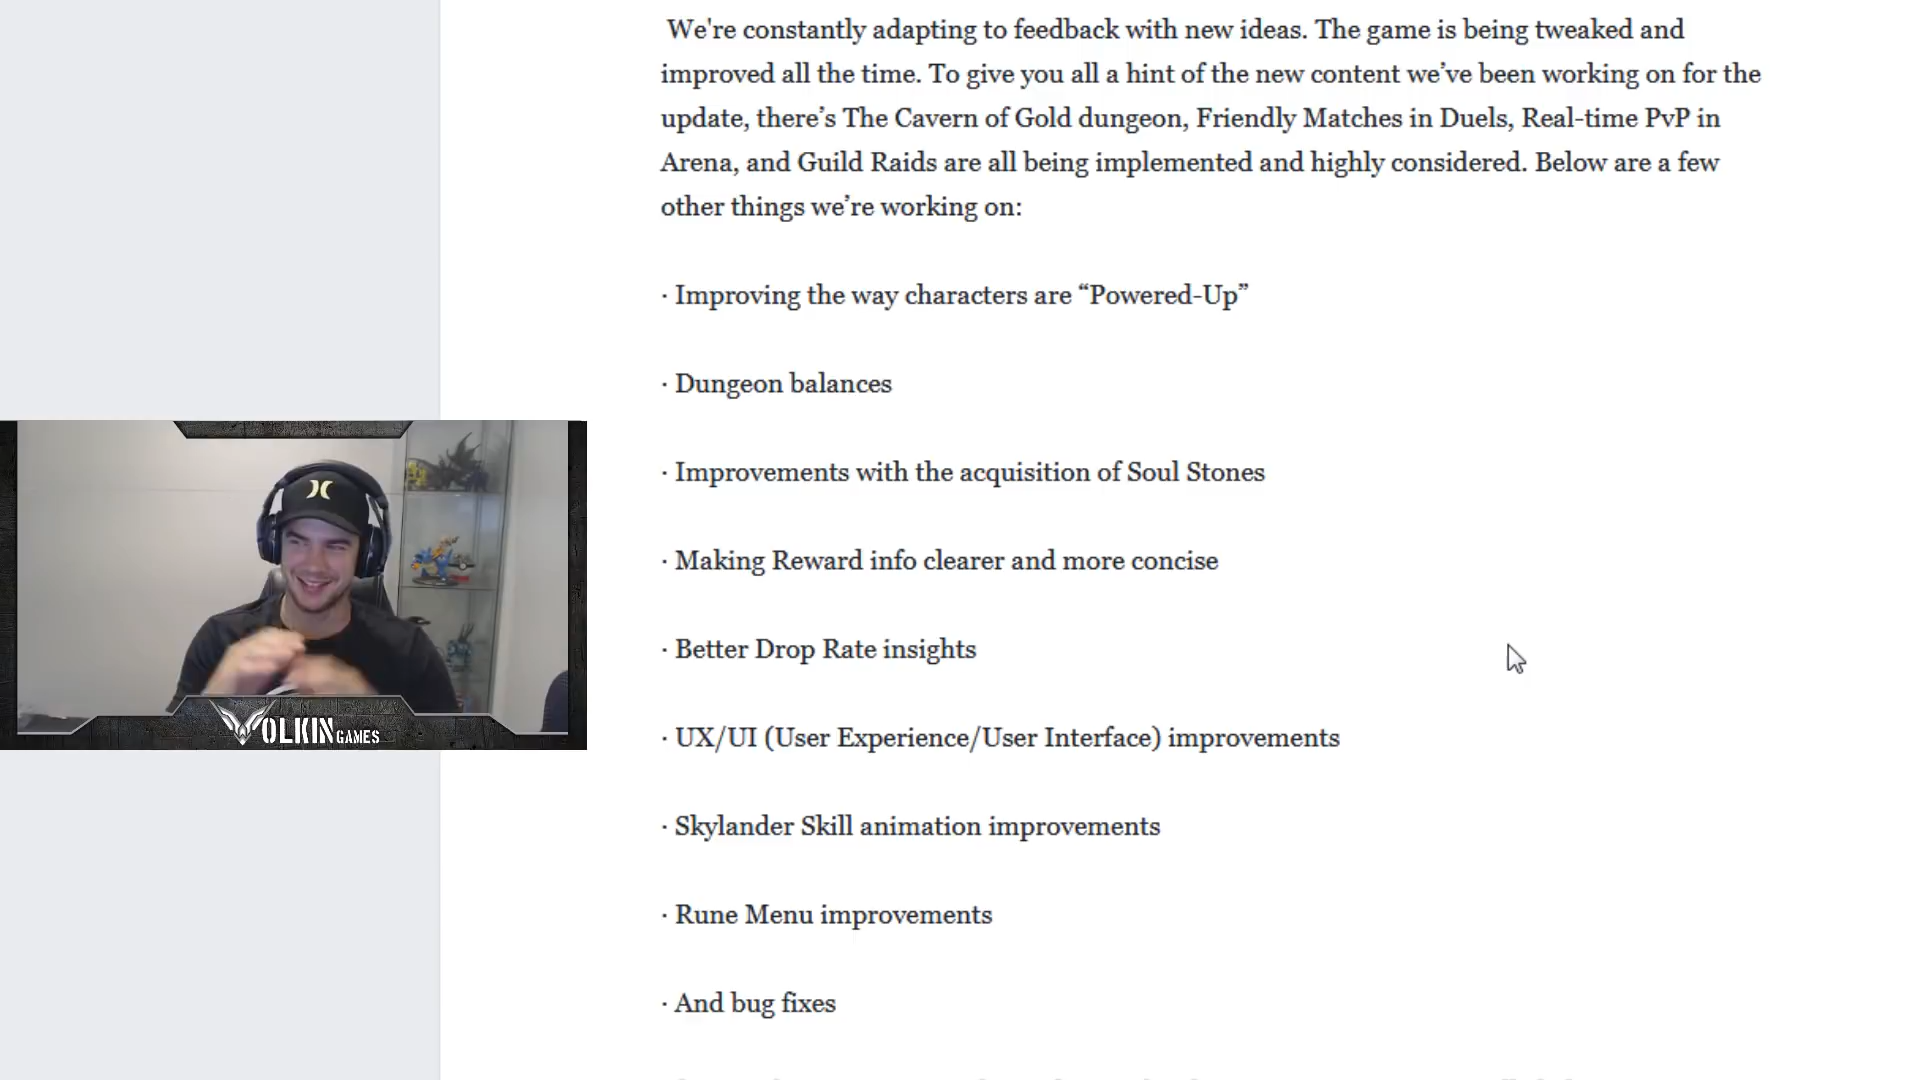 We're constantly adapting to feedback with new ideas. The game is being tweaked and
improved all the time. To give you all a hint of the new content we’ve been working on for the
update, there’s The Cavern of Gold dungeon, Friendly Matches in Duels, Real-time PvP in
Arena, and Guild Raids are all being implemented and highly considered. Below are a few
other things we’re working on:
· Improving the way characters are “Powered-Up”
· Dungeon balances
· Improvements with the acquisition of Soul Stones
· Making Reward info clearer and more concise
· Better Drop Rate insights
· UX/UI (User Experience/User Interface) improvements
· Skylander Skill animation improvements
· Rune Menu improvements
· And bug fixes
VOLKIN GAMES